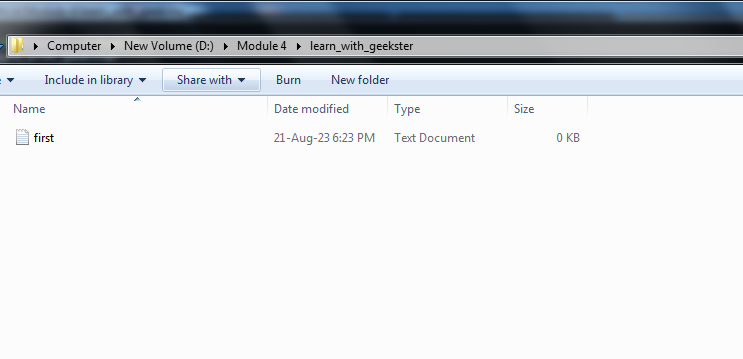 Computer New Volume (D:) Module 4 learn_with_geekster
Include in library Share with Burn New folder
Name Date modified Type Size
first 21-Aug-23 6:23 PM Text Document 0 KB